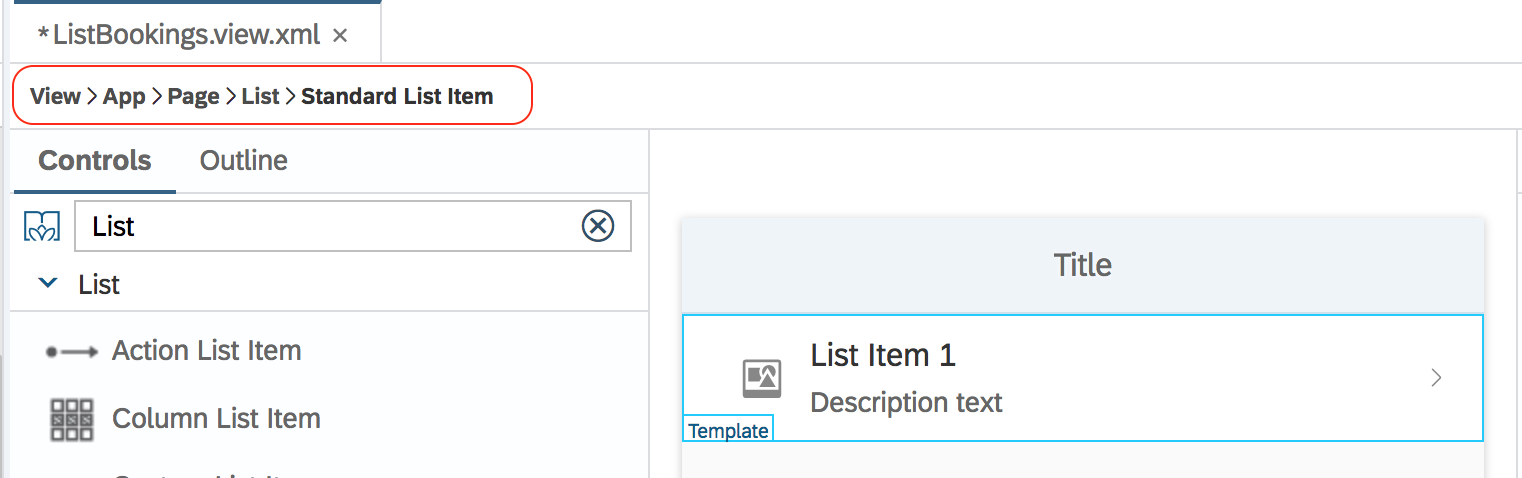 *ListBookings.view.xml ×
View > App > Page > List > Standard List Item
Controls Outline
List
List
Action List Item
Column List Item
Title
List Item 1
Description text
Template